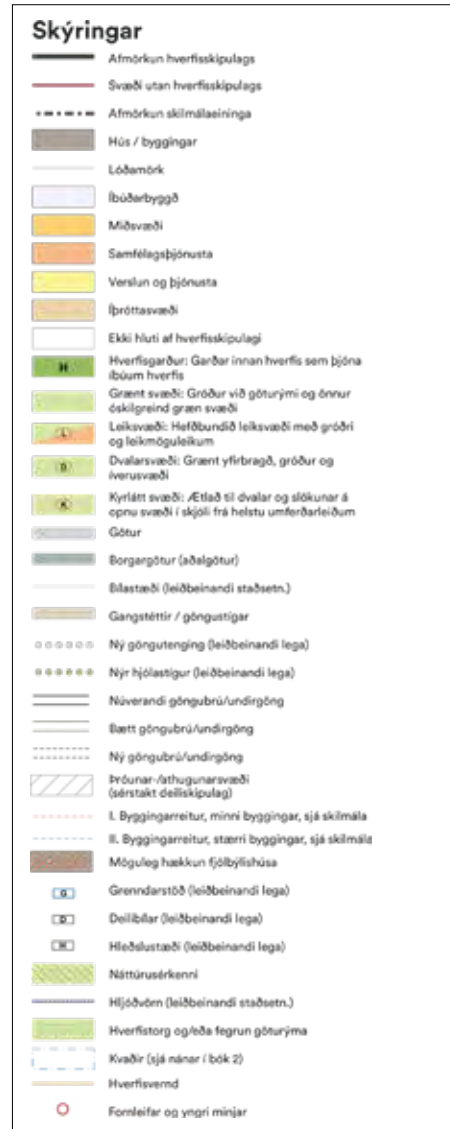 Skýringar
Afmörkun hverfisskipulags
Svæði utan hverfisskipulags
Afmörkun skilmálaeininga
Hús / byggingar
Lóðamörk
Íbúðarbyggð
Miðsvæði
Samfélagsþjónusta
Verslun og þjónusta
Íþróttasvæði
Ekki hluti af hverfisskipulagi
H
Hverfisgarður: Garðar innan hverfis sem þjóna
íbúum hverfis
Grænt svæði: Gróður við göturými og önnur
óskilgreind græn svæði
L
Leiksvæði: Hefðbundið leiksvæði með gróðri
og leikmöguleikum
D
Dvalarsvæði: Grænt yfirbragð, gróður og
íverusvæði
K
Kyrlátt svæði: Ætlað til dvalar og slökunar á
opnu svæði í skjóli frá helstu umferðarleiðum
Götur
Borgargötur (aðalgötur)
Bílastæði (leiðbeinandi staðsetn.)
Gangstéttir / göngustígar
Ný göngutenging (leiðbeinandi lega)
Nýr hjólastígur (leiðbeinandi lega)
Núverandi göngubrú/undirgöng
Bætt göngubrú/undirgöng
Ný göngubrú/undirgöng
Þróunar-/athugunarsvæði
(sérstakt deiliskipulag)
I. Byggingarreitur, minni byggingar, sjá skilmála
II. Byggingarreitur, stærri byggingar, sjá skilmála
Möguleg hækkun fjölbýlishúsa
G Grenndarstöð (leiðbeinandi lega)
D Deilibílar (leiðbeinandi lega)
H Hleðslustæði (leiðbeinandi lega)
Náttúrusérkenni
Hljóðvörn (leiðbeinandi staðsetn.)
Hverfistorg og/eða fegrun göturýma
Kvaðir (sjá nánar í bók 2)
Hverfisvernd
Fornleifar og yngri minjar